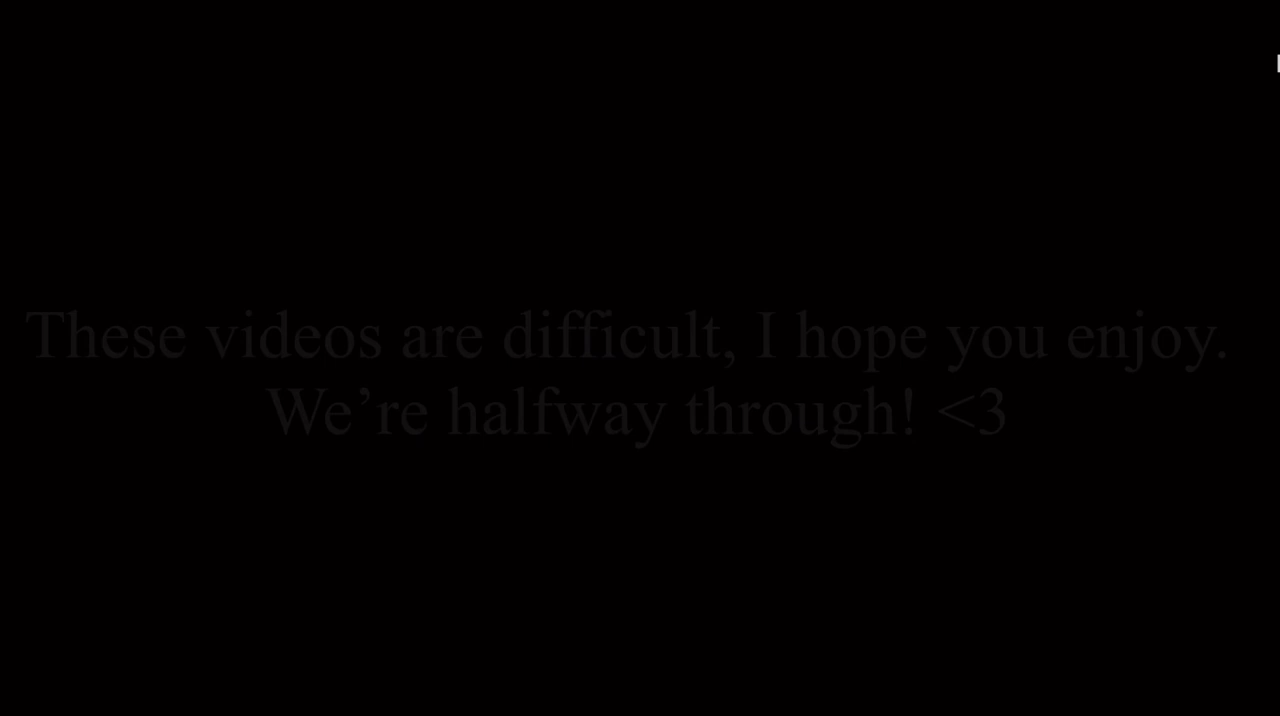 These videos are difficult, I hope you enjoy.
We’re halfway through! <3